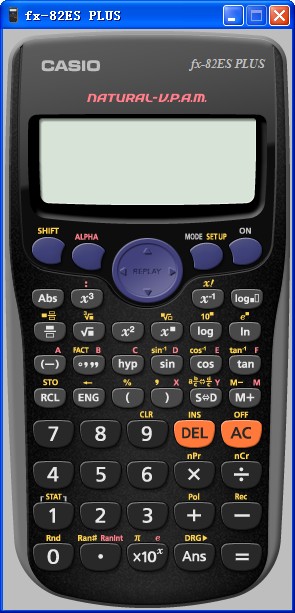 fx-82ES PLUS
CASIO fx-82ES PLUS
NATURAL-V.P.A.M.
SHIFT ALPHA REPLAY MODE SETUP ON
: x!
Abs x³ x⁻¹ log
³√ 10 e
√ x² x log ln
A FACT B C sin⁻¹ D cos⁻¹ E tan⁻¹ F
(−) hyp sin cos tan
STO ← % , X Y M− M
RCL ENG ( ) S⇔D M+
CLR INS OFF
7 8 9 DEL AC
nPr nCr
4 5 6 × ÷
STAT Pol Rec
1 2 3 + −
Rnd Ran# RanInt π e DRG▶
0 • ×10ˣ Ans =